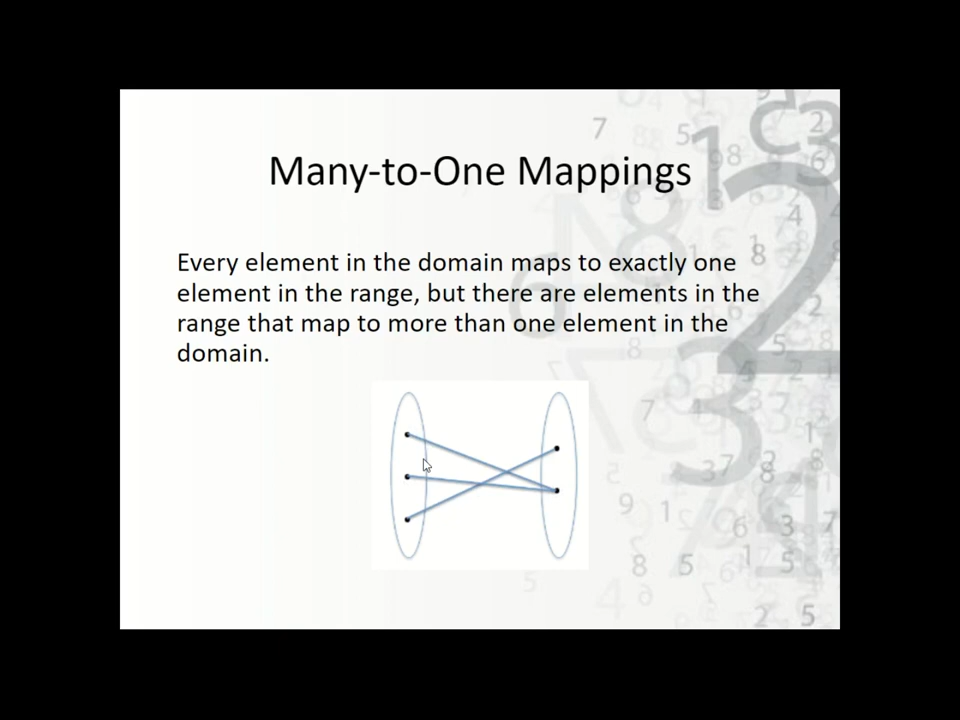 Many-to-One Mappings
Every element in the domain maps to exactly one
element in the range, but there are elements in the
range that map to more than one element in the
domain.